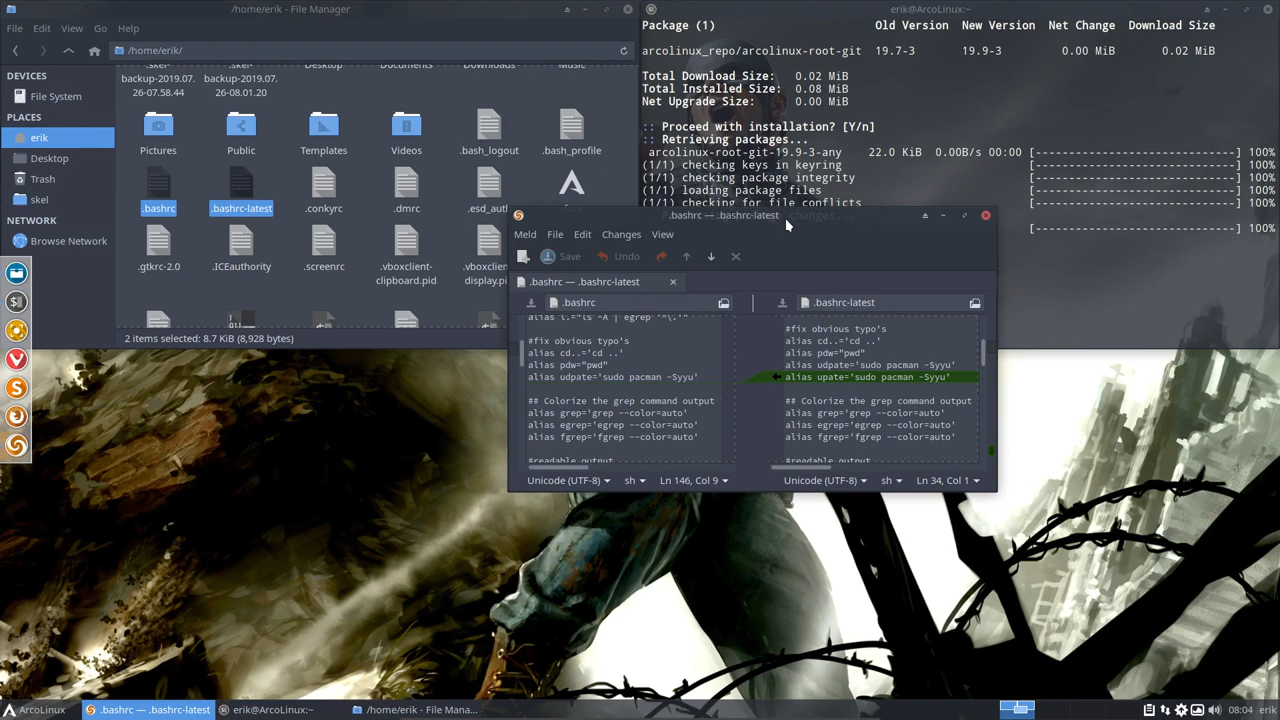 /home/erik - File Manager
File Edit View Go Help
/home/erik/
DEVICES
File System
PLACES
erik
Desktop
Trash
skel
NETWORK
Browse Network
backup-2019.07.
26-07-58.44
backup-2019.07.
26-08.01.20
Pictures
Public
Templates
Videos
.bash_logout
.bash_profile
.bashrc
.bashrc-latest
.conkyrc
.dmrc
.gtkrc-2.0
.ICEauthority
.screenrc
.vboxclient-
clipboard.pid
2 items selected: 8.7 KiB (8,928 bytes)
erik@ArcoLinux:~
Package (1) Old Version New Version Net Change Download Size
arcolinux_repo/arcolinux-root-git 19.7-3 19.9-3 0.00 MiB 0.02 MiB
Total Download Size: 0.02 MiB
Total Installed Size: 0.08 MiB
Net Upgrade Size: 0.00 MiB
:: Proceed with installation? [Y/n]
:: Retrieving packages...
arcolinux-root-git-19.9-3-any 22.0 KiB 0.00B/s 00:00 [----------------------] 100%
(1/1) checking keys in keyring [----------------------] 100%
(1/1) checking package integrity [----------------------] 100%
(1/1) loading package files [----------------------] 100%
(1/1) checking for file conflicts [----------------------] 100%
[----------------------] 100%
.bashrc — .bashrc-latest
Meld File Edit Changes View
Save Undo
.bashrc — .bashrc-latest
.bashrc
alias l.="ls -A | egrep '^\.'"
#fix obvious typo's
alias cd..='cd ..'
alias pdw="pwd"
alias udpate='sudo pacman -Syyu'
## Colorize the grep command output
alias grep='grep --color=auto'
alias egrep='egrep --color=auto'
alias fgrep='fgrep --color=auto'
#readable output
Unicode (UTF-8) sh Ln 146, Col 9
.bashrc-latest
#fix obvious typo's
alias cd..='cd ..'
alias pdw="pwd"
alias udpate='sudo pacman -Syyu'
alias upate='sudo pacman -Syyu'
## Colorize the grep command output
alias grep='grep --color=auto'
alias egrep='egrep --color=auto'
alias fgrep='fgrep --color=auto'
#readable output
Unicode (UTF-8) sh Ln 34, Col 1
ArcoLinux
.bashrc — .bashrc-latest
erik@ArcoLinux:~
/home/erik - File Mana...
08:04 erik